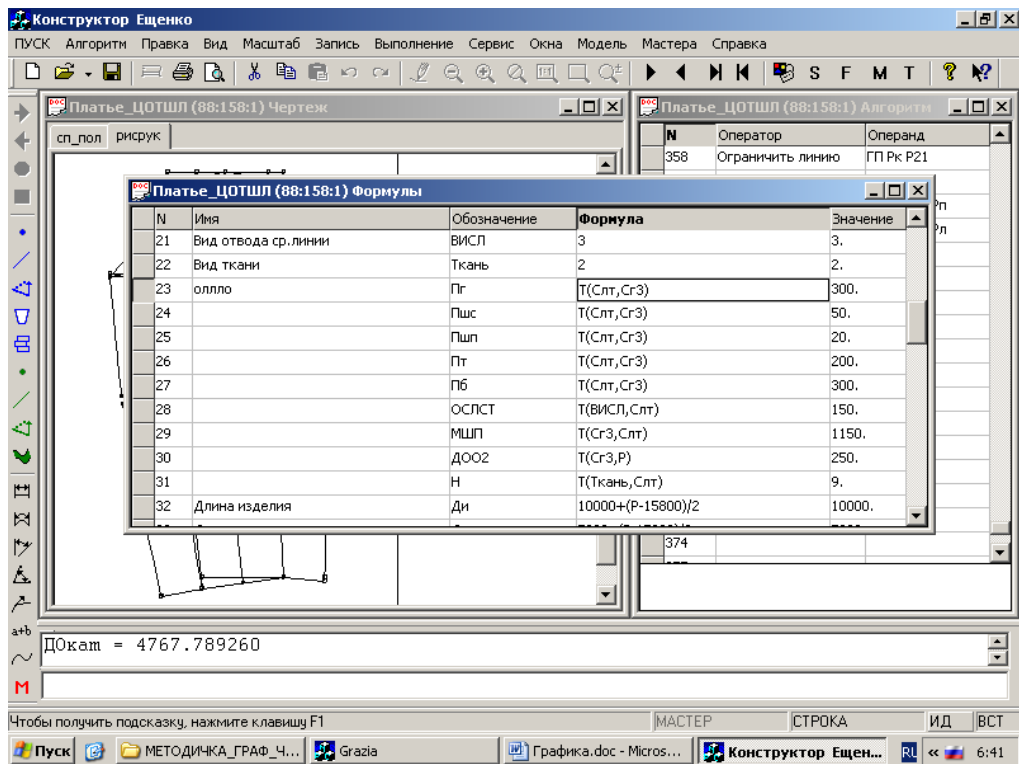 Конструктор Ещенко
ПУСК Алгоритм Правка Вид Масштаб Запись Выполнение Сервис Окна Модель Мастера Справка
S F M T
Платье_ЦОТШЛ (88:158:1) Чертеж
Платье_ЦОТШЛ (88:158:1) Алгоритм
сп_пол рисрук
N Оператор Операнд
358 Ограничить линию ГП Рк Р21
Платье_ЦОТШЛ (88:158:1) Формулы
N Имя Обозначение Формула Значение
21 Вид отвода ср.линии ВИСЛ 3 3.
22 Вид ткани Ткань 2 2.
23 оллло Пг Т(Слт,Сг3) 300.
24 Пшс Т(Слт,Сг3) 50.
25 Пшп Т(Слт,Сг3) 20.
26 Пт Т(Слт,Сг3) 200.
27 Пб Т(Слт,Сг3) 300.
28 ОСЛСТ Т(ВИСЛ,Слт) 150.
29 МШП Т(Сг3,Слт) 1150.
30 ДОО2 Т(Сг3,Р) 250.
31 Н Т(Ткань,Слт) 9.
32 Длина изделия Ди 10000+(Р-15800)/2 10000.
374
a+b
ДОкат = 4767.789260
М
Чтобы получить подсказку, нажмите клавишу F1 МАСТЕР СТРОКА ИД ВСТ
Пуск МЕТОДИЧКА_ГРАФ_Ч... Grazia Графика.doc - Micros... Конструктор Ещен... RU « 6:41